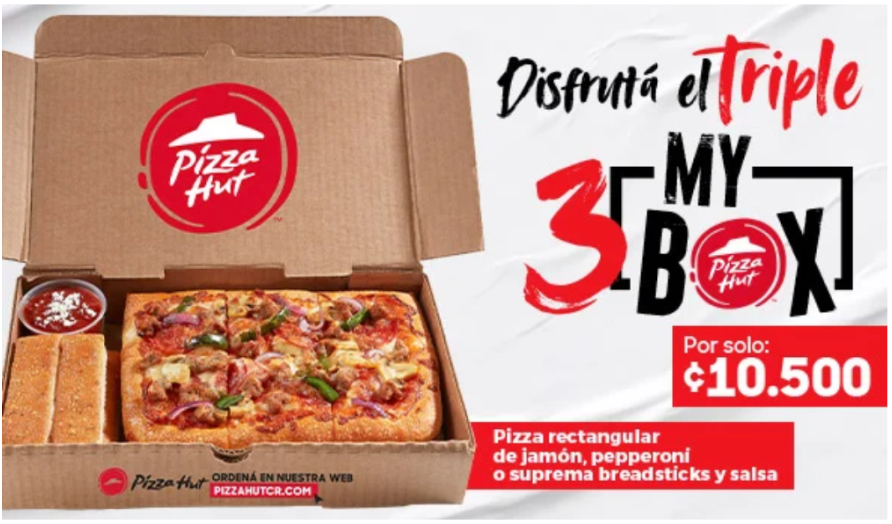 Pizza
Hut
Pizza Hut
ORDENÁ EN NUESTRA WEB
PIZZAHUTCR.COM
Disfrutá el Triple
3
MY
BOX
Pizza
Hut
Por solo:
¢10.500
Pizza rectangular
de jamón, pepperoni
o suprema breadsticks y salsa